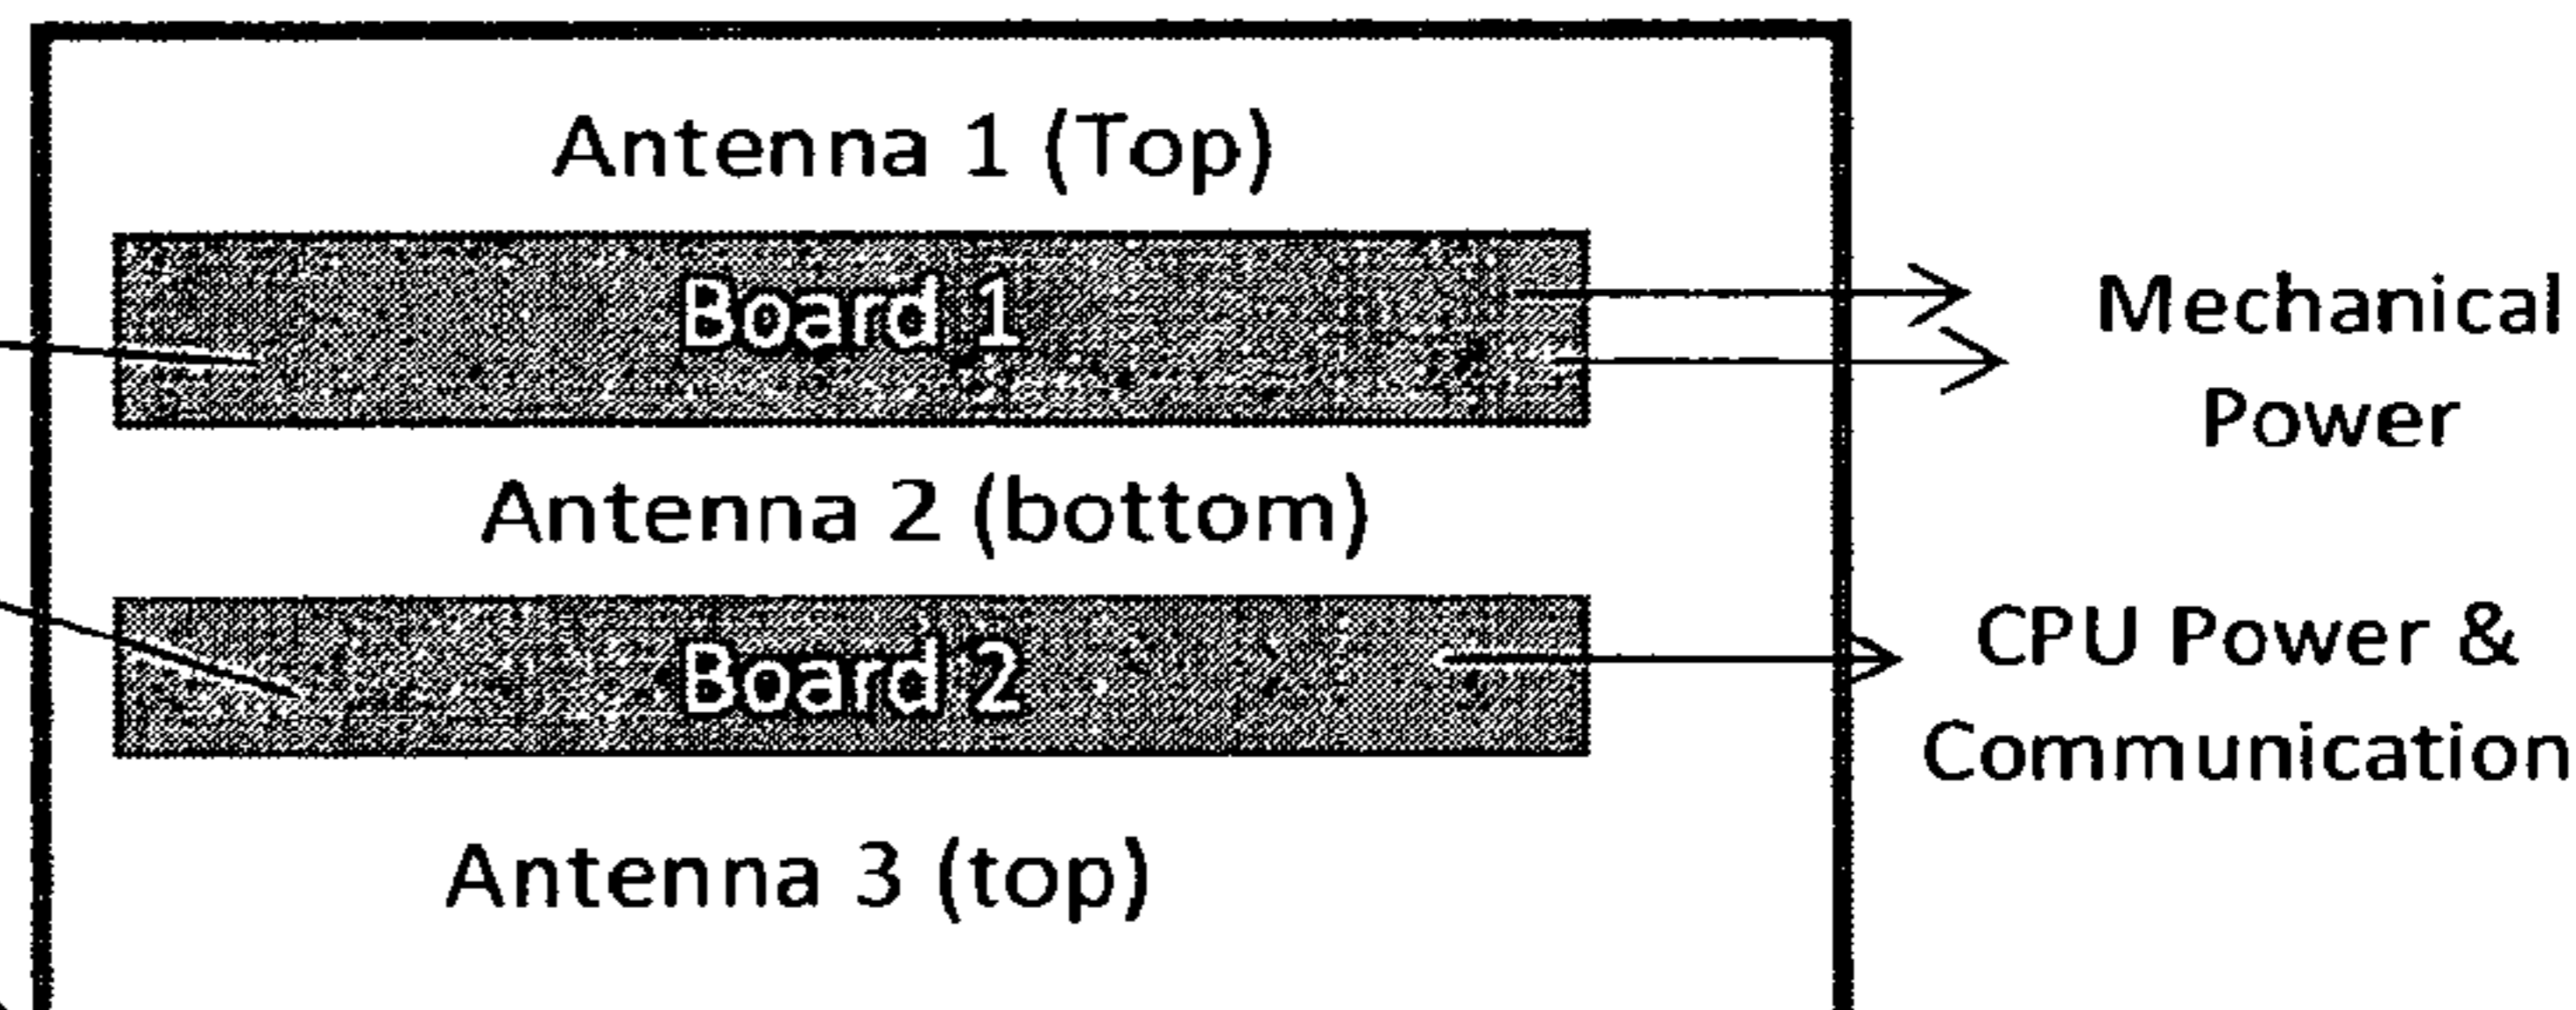 Antenna 1 (Top)
Board 1
Mechanical
Power
Antenna 2 (bottom)
Board 2
CPU Power &
Communication
Antenna 3 (top)